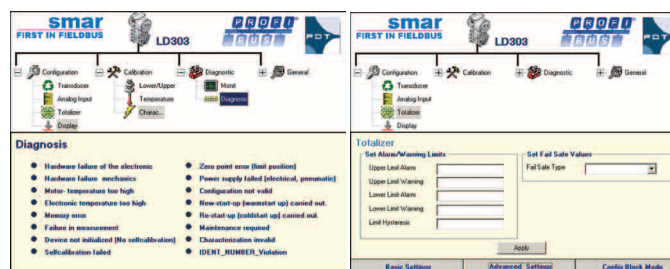 smar
FIRST IN FIELDBUS
LD303
PROFI
BUS
FDT
Configuration
Calibration
Diagnostic
General
Transducer
Lower/Upper
Monit
Analog Input
Temperature
Diagnosis
Totalizer
Charac...
Display
Diagnosis
Hardware failure of the electronic
Hardware failure mechanics
Motor- temperature too high
Electronic temperature too high
Memory error
Failure in measurement
Device not initialized (No selfcalibration)
Selfcalibration failed
Zero point error (limit position)
Power supply failed (electrical, pneumatic)
Configuration not valid
New-start-up (warmstart up) carried out.
Re-start-up (coldstart up) carried out.
Maintenance required
Characterization invalid
IDENT_NUMBER_Violation
smar
FIRST IN FIELDBUS
LD303
PROFI
BUS
FDT
Configuration
Calibration
Diagnostic
General
Transducer
Analog Input
Totalizer
Display
Totalizer
Set Alarm/Warning Limits
Upper Limit Alarm
Upper Limit Warning
Lower Limit Alarm
Lower Limit Warning
Limit Hysteresis
Set Fail Safe Values
Fail Safe Type
Apply
Basic Settings
Advanced Settings
Config Block Mode